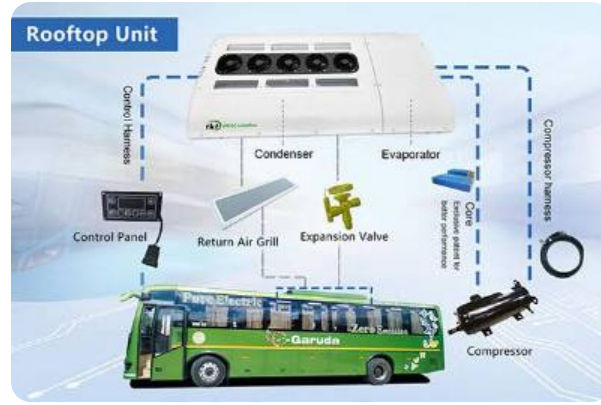 Rooftop Unit
Control Harness
Condenser
Evaporator
Compressor harness
Core
Exclusive patent for
better performance
Control Panel
Return Air Grill
Expansion Valve
Pure Electric
Zero
e-Garuda
Compressor